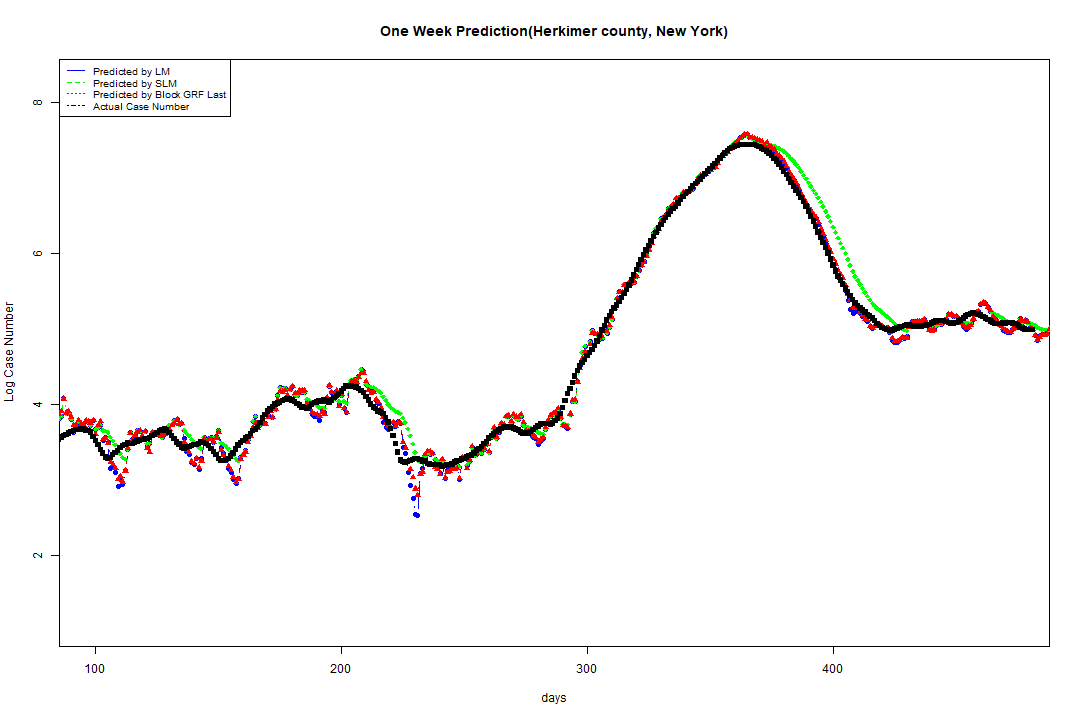 One Week Prediction(Herkimer county, New York)
Predicted by LM
Predicted by SLM
Predicted by Block GRF Last
Actual Case Number
8
6
4
2
Log Case Number
100 200 300 400
days